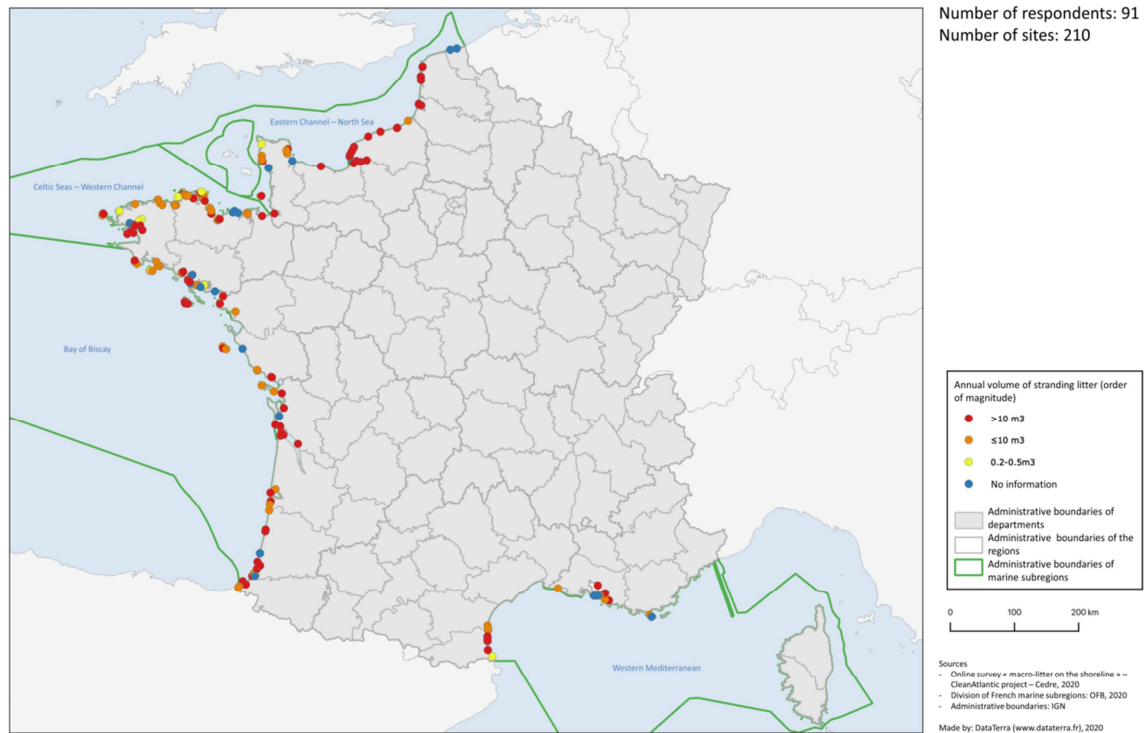 Number of respondents: 91
Number of sites: 210
Eastern Channel – North Sea
Celtic Seas – Western Channel
Bay of Biscay
Western Mediterranean
Annual volume of stranding litter (order
of magnitude)
>10 m3
≤10 m3
0.2-0.5m3
No information
Administrative boundaries of
departments
Administrative boundaries of the
regions
Administrative boundaries of
marine subregions
0 100 200 km
Sources
- Online survey « macro-litter on the shoreline » –
CleanAtlantic project – Cedre, 2020
- Division of French marine subregions: OFB, 2020
- Administrative boundaries: IGN
Made by: DataTerra (www.dataterra.fr), 2020